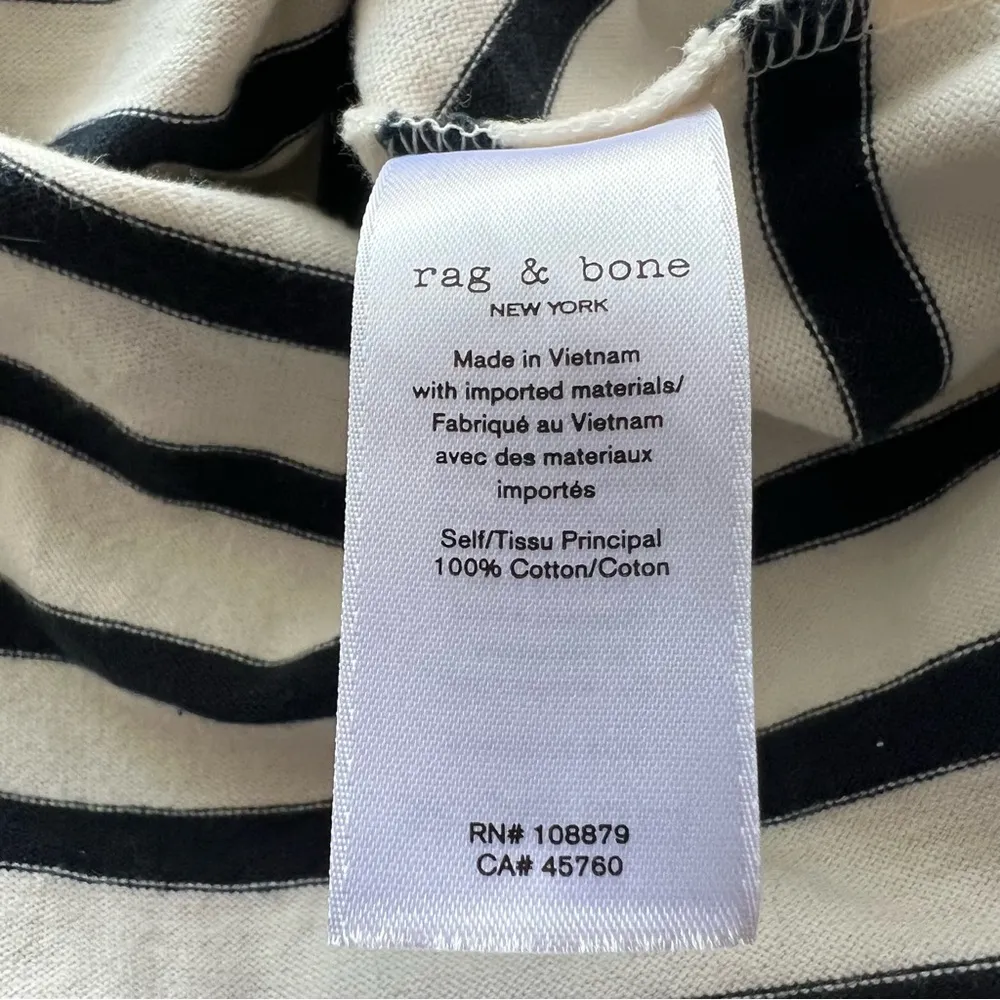 rag & bone
NEW YORK
Made in Vietnam
with imported materials/
Fabriqué au Vietnam
avec des materiaux
importés
Self/Tissu Principal
100% Cotton/Coton
RN# 108879
CA# 45760